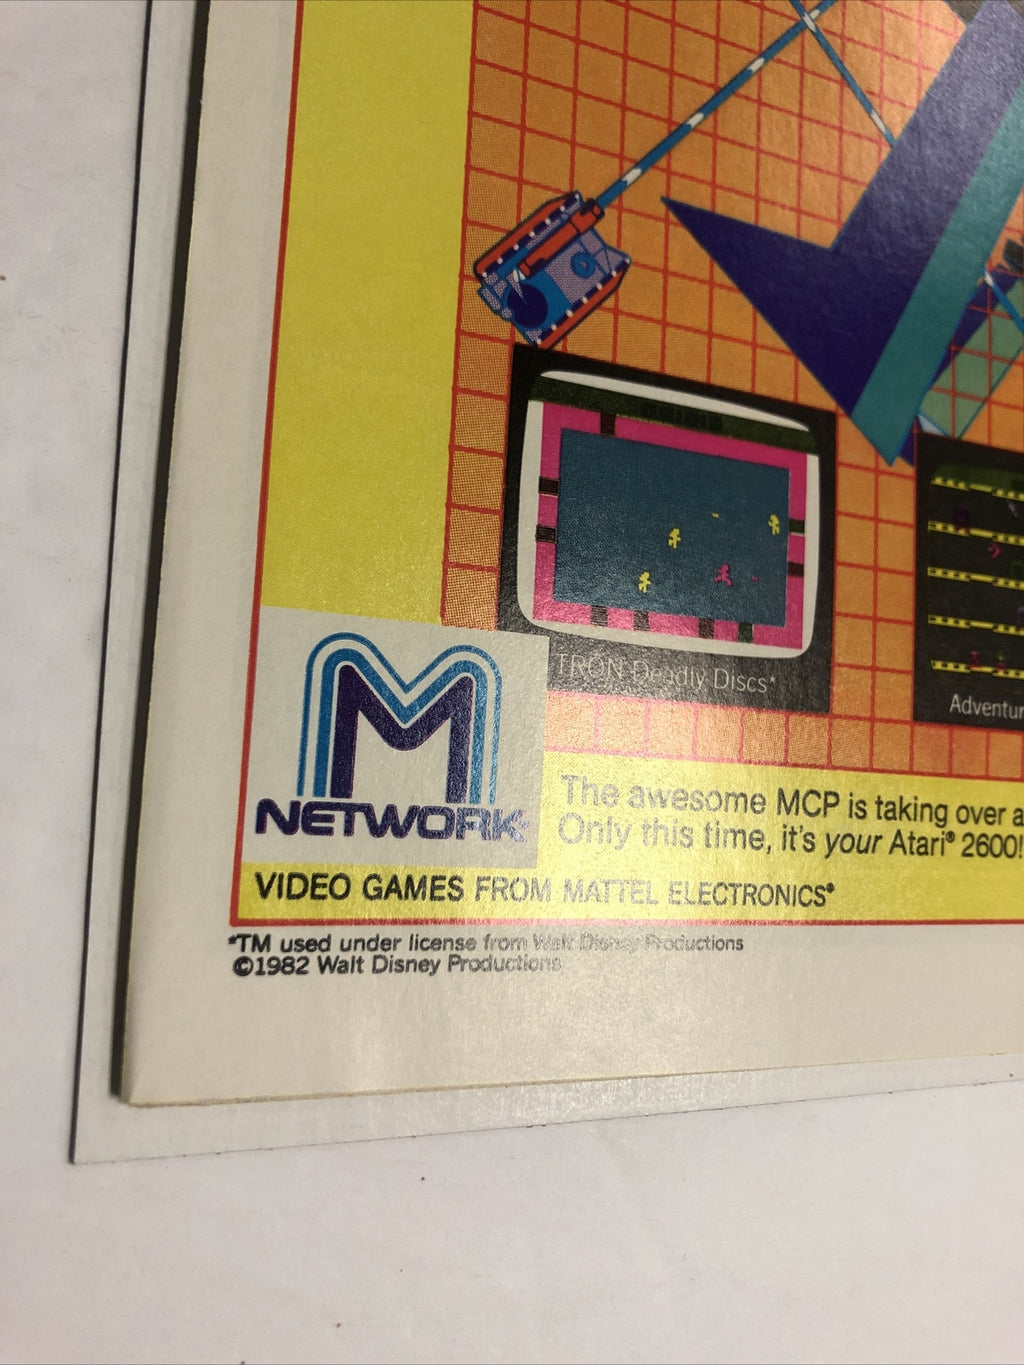 TRON Deadly Discs*
Adventur
M
NETWORK
The awesome MCP is taking over a
Only this time, it's your Atari® 2600!
VIDEO GAMES FROM MATTEL ELECTRONICS®
*TM used under license from Walt Disney Productions
©1982 Walt Disney Productions